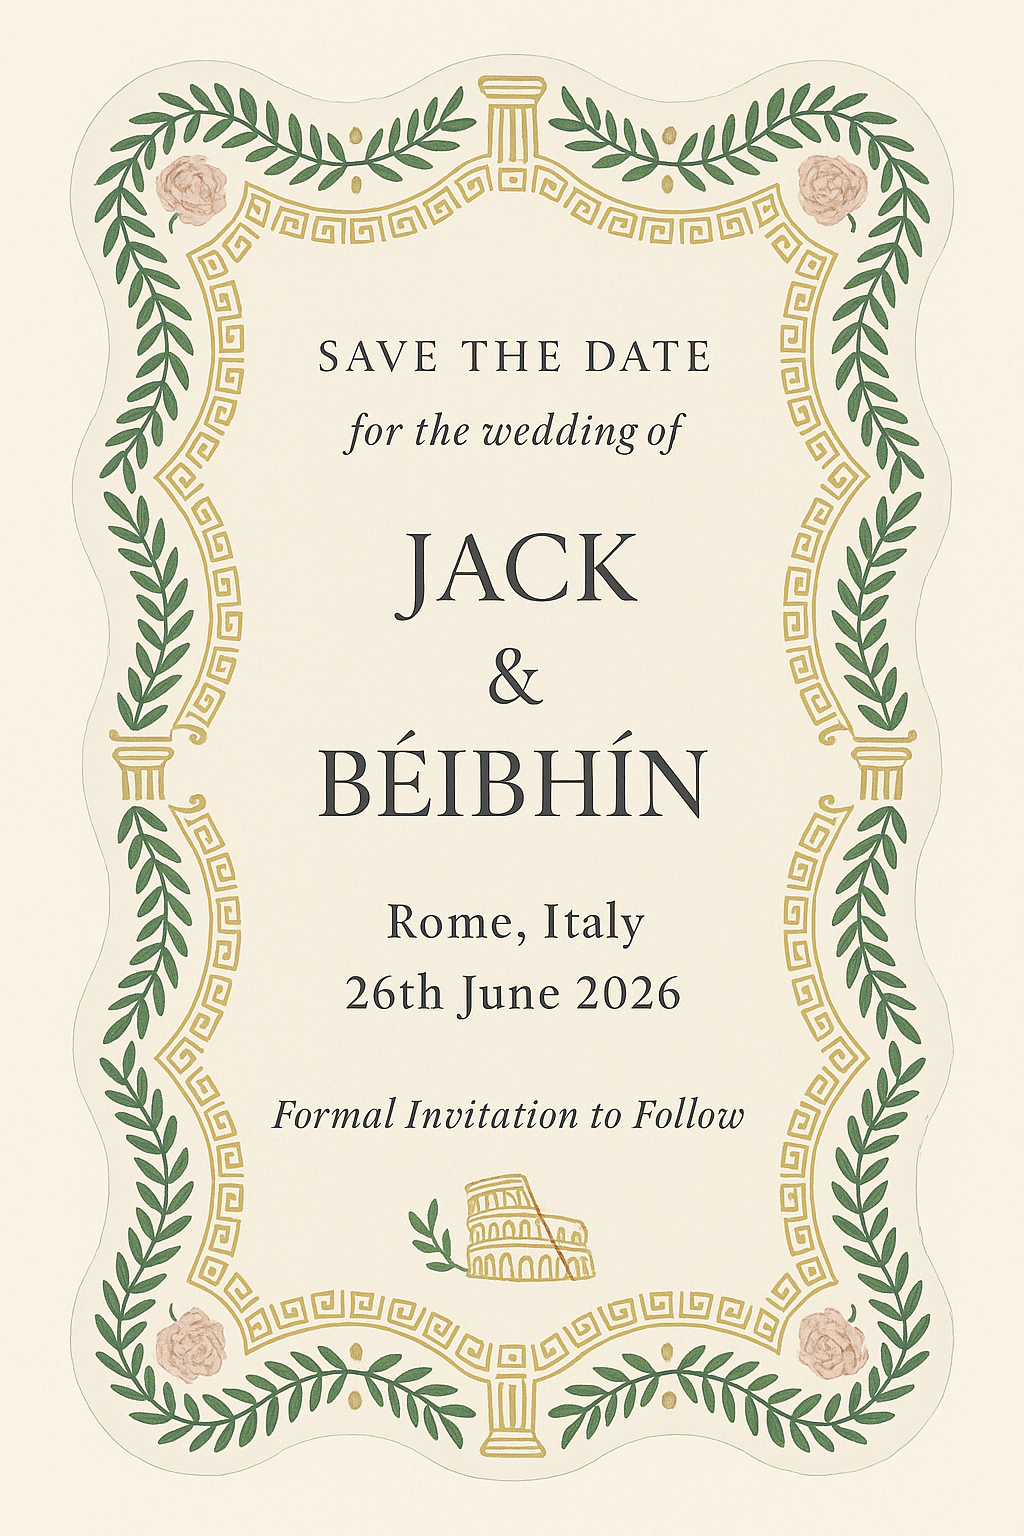 SAVE THE DATE
for the wedding of
JACK
&
BÉIBHÍN
Rome, Italy
26th June 2026
Formal Invitation to Follow